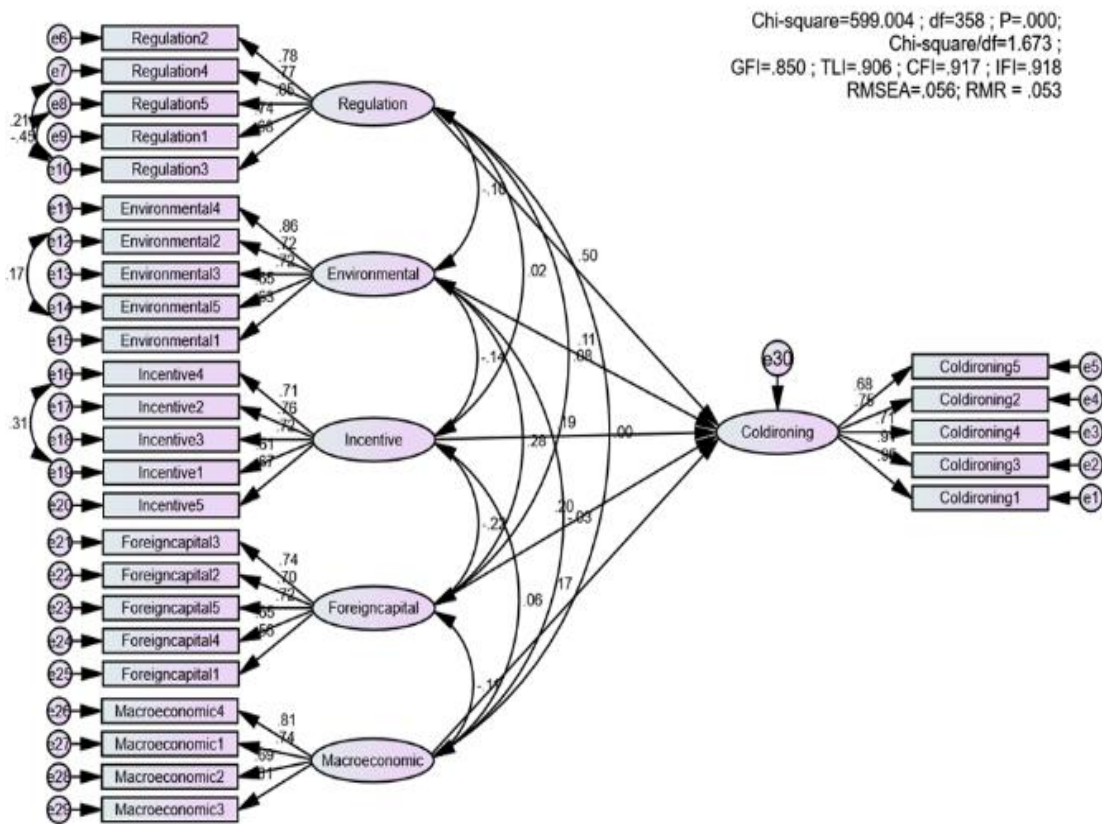 Chi-square=599.004 ; df=358 ; P=.000;
Chi-square/df=1.673 ;
GFI=.850 ; TLI=.906 ; CFI=.917 ; IFI=.918
RMSEA=.056; RMR = .053
e6
Regulation2
e7
Regulation4
e8
Regulation5
e9
Regulation1
e10
Regulation3
.21
-.45
.78
.77
.74
Regulation
e11
Environmental4
e12
Environmental2
e13
Environmental3
e14
Environmental5
e15
Environmental1
.17
.86
.72
.72
Environmental
e16
Incentive4
e17
Incentive2
e18
Incentive3
e19
Incentive1
e20
Incentive5
.31
.71
.76
.72
Incentive
e21
Foreigncapital3
e22
Foreigncapital2
e23
Foreigncapital5
e24
Foreigncapital4
e25
Foreigncapital1
.74
.70
.72
Foreigncapital
e26
Macroeconomic4
e27
Macroeconomic1
e28
Macroeconomic2
e29
Macroeconomic3
.81
.74
Macroeconomic
.50
.02
.11
-.14
.19
.00
.28
.20
-.03
-.22
.17
.06
e30
Coldironing
.68
Coldironing5
e5
Coldironing2
e4
Coldironing4
e3
Coldironing3
e2
Coldironing1
e1